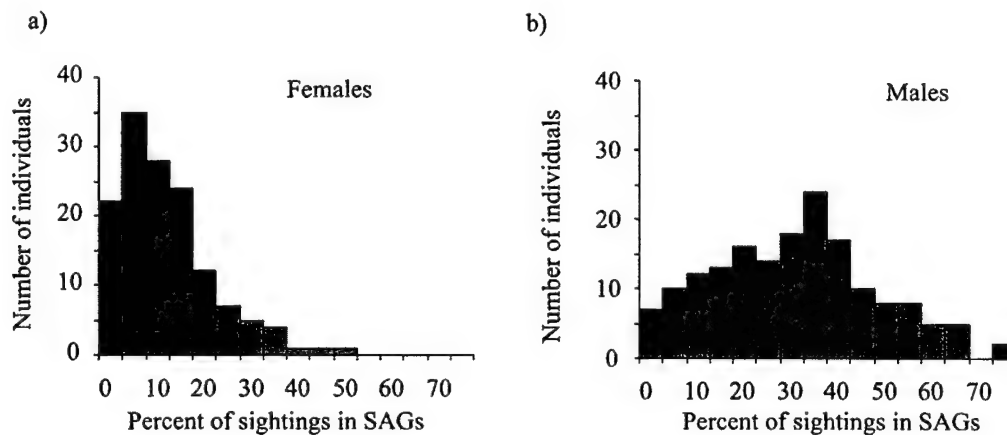 a)
b)
Females
Males
Number of individuals
40
30
20
10
0
0 10 20 30 40 50 60 70
Percent of sightings in SAGs
Number of individuals
40
30
20
10
0
0 10 20 30 40 50 60 70
Percent of sightings in SAGs